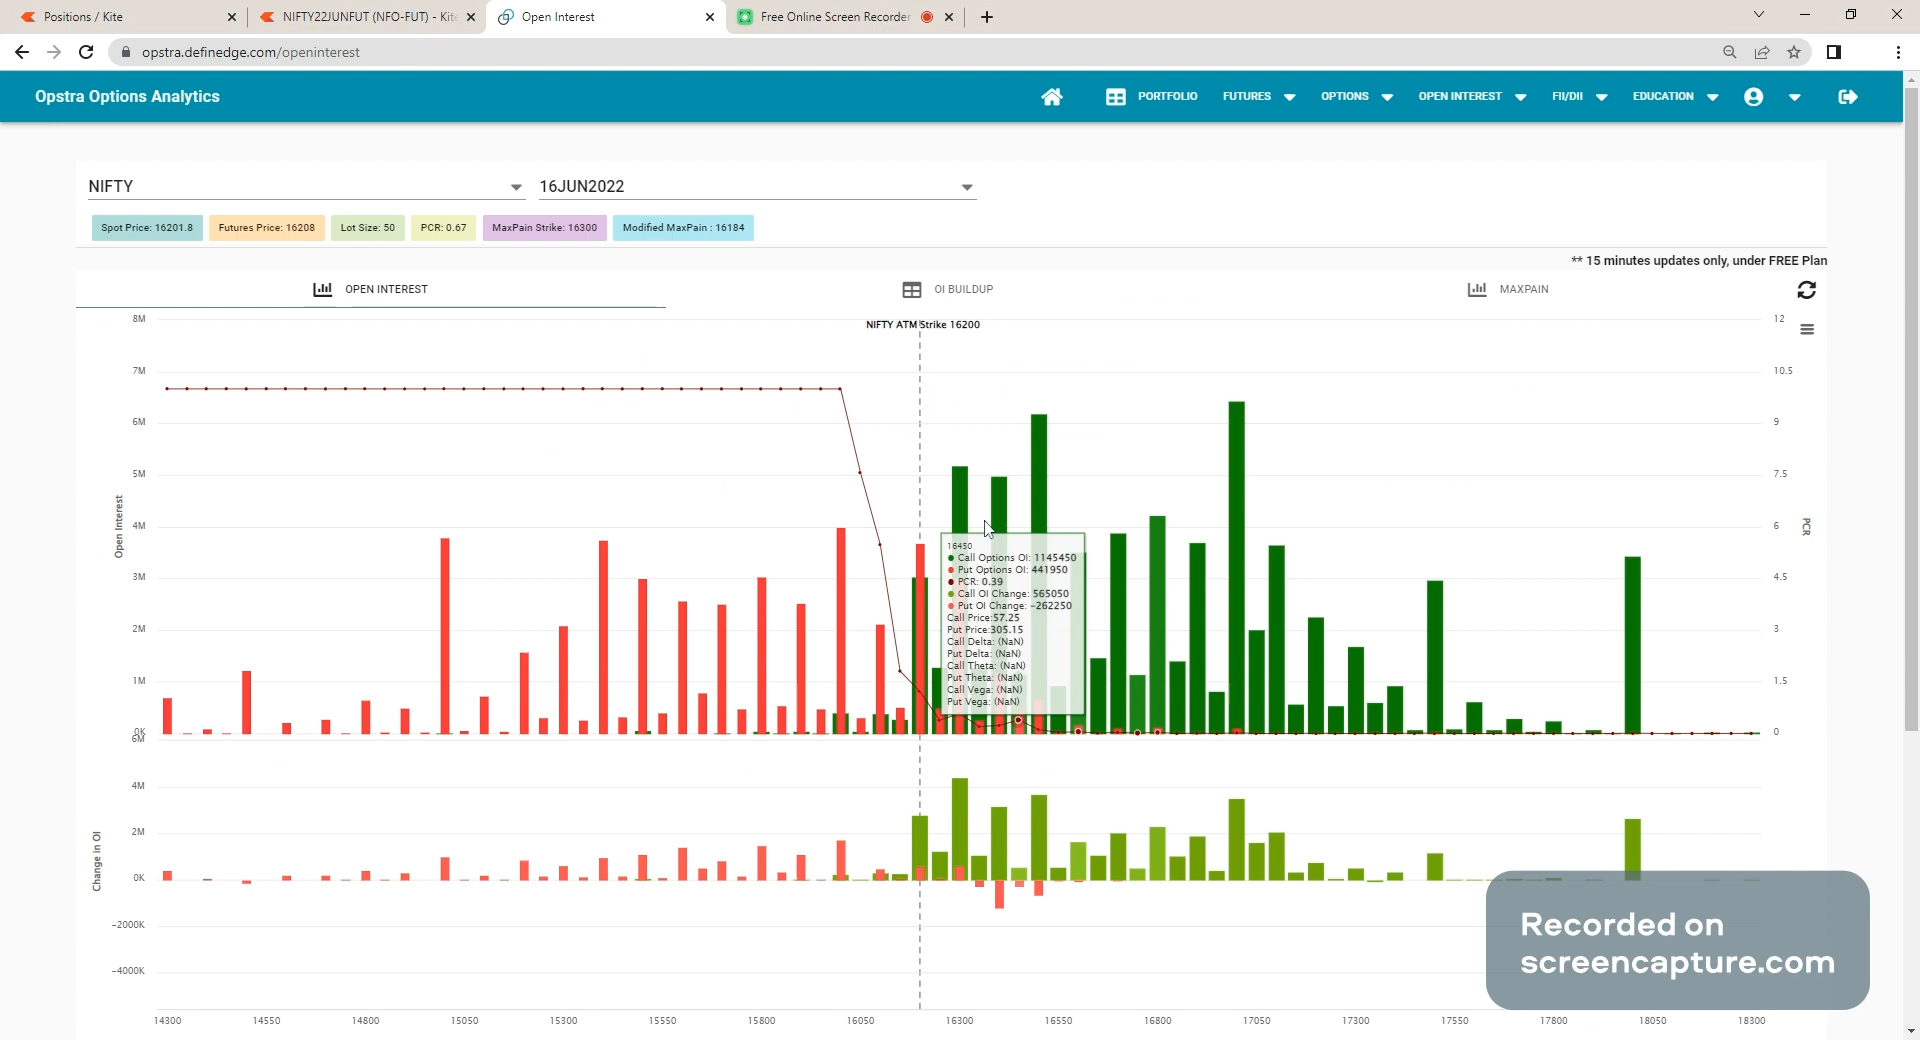 Positions / Kite
NIFTY22JUNFUT (NFO-FUT) - Kite
Open Interest
Free Online Screen Recorder
opstra.definedge.com/openinterest
Opstra Options Analytics
PORTFOLIO
FUTURES
OPTIONS
OPEN INTEREST
FII/DII
EDUCATION
NIFTY
16JUN2022
Spot Price: 16201.8
Futures Price: 16208
Lot Size: 50
PCR: 0.67
MaxPain Strike: 16300
Modified MaxPain : 16184
** 15 minutes updates only, under FREE Plan
OPEN INTEREST
OI BUILDUP
MAXPAIN
NIFTY ATM Strike 16200
8M
7M
6M
5M
4M
3M
2M
1M
0K
Open Interest
12
10.5
9
7.5
6
4.5
3
1.5
0
PCR
16450
Call Options OI: 1145450
Put Options OI: 441950
PCR: 0.39
Call OI Change: 565050
Put OI Change: -262250
Call Price:57.25
Put Price:305.15
Call Delta: (NaN)
Put Delta: (NaN)
Call Theta: (NaN)
Put Theta: (NaN)
Call Vega: (NaN)
Put Vega: (NaN)
6M
4M
2M
0K
-2000K
-4000K
Change in OI
14300 14550 14800 15050 15300 15550 15800 16050 16300 16550 16800 17050 17300 17550 17800 18050 18300
Recorded on
screencapture.com